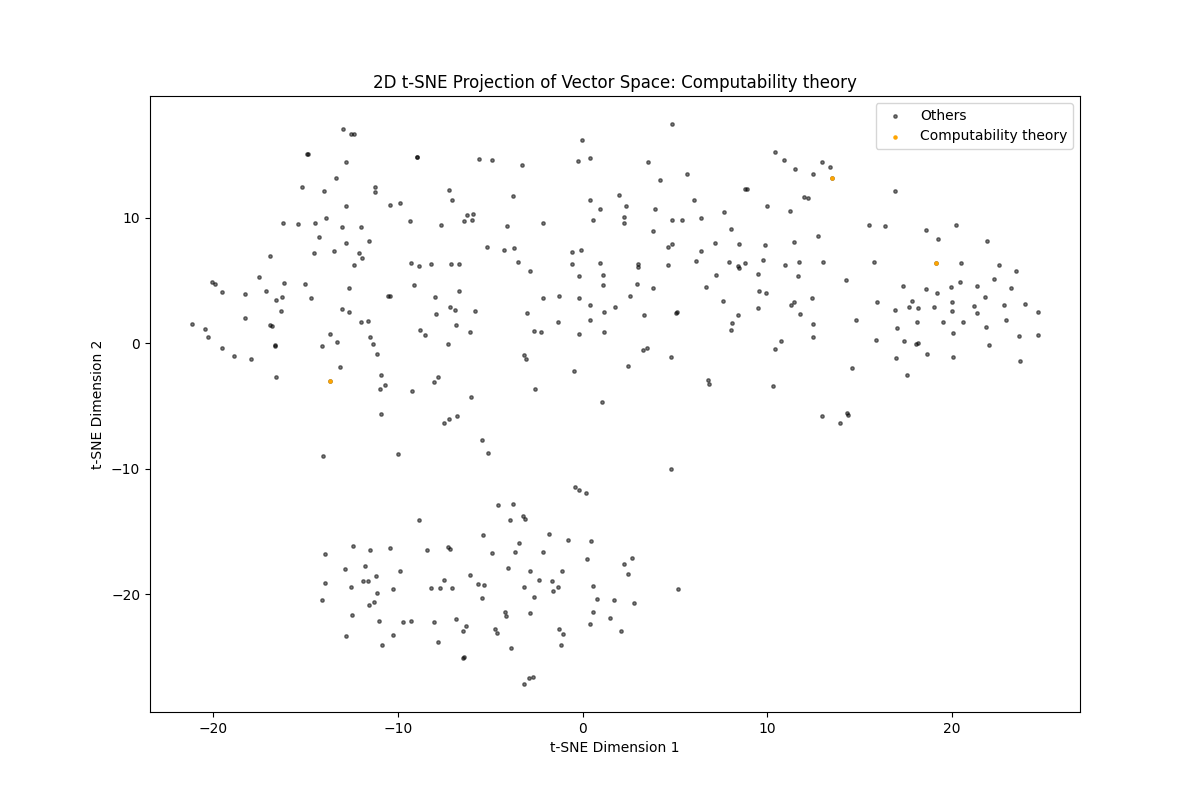 2D t-SNE Projection of Vector Space: Computability theory
Others
Computability theory
10
0
−10
−20
t-SNE Dimension 2
−20
−10
0
10
20
t-SNE Dimension 1